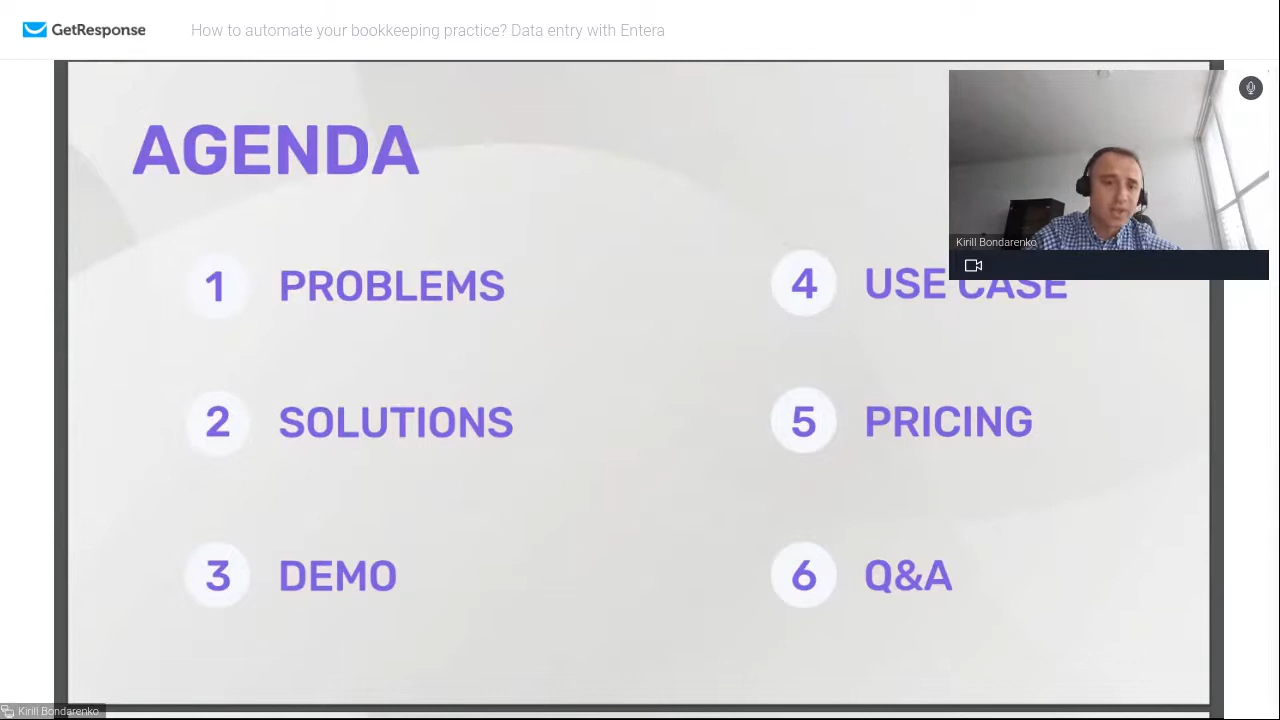 GetResponse
How to automate your bookkeeping practice? Data entry with Entera
AGENDA
1 PROBLEMS
2 SOLUTIONS
3 DEMO
4 USE CASE
5 PRICING
6 Q&A
Kirill Bondarenko
Kirill Bondarenko